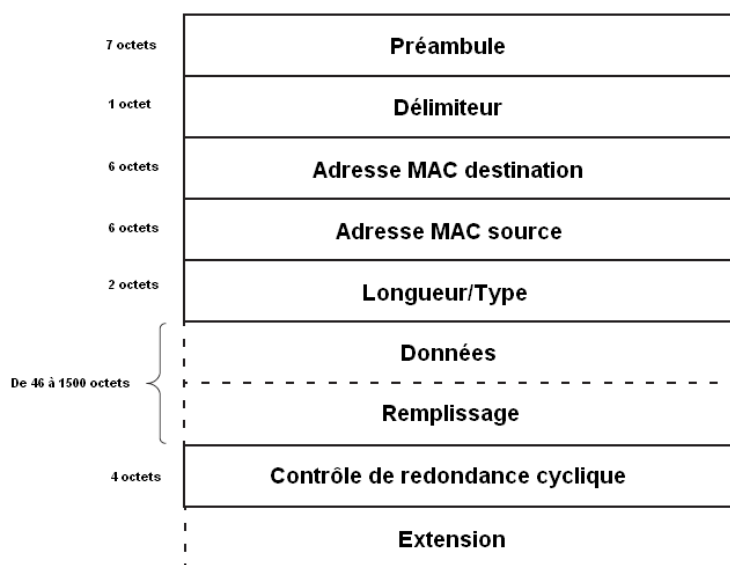 7 octets Préambule
1 octet Délimiteur
6 octets Adresse MAC destination
6 octets Adresse MAC source
2 octets Longueur/Type
Données
De 46 à 1500 octets
Remplissage
4 octets Contrôle de redondance cyclique
Extension